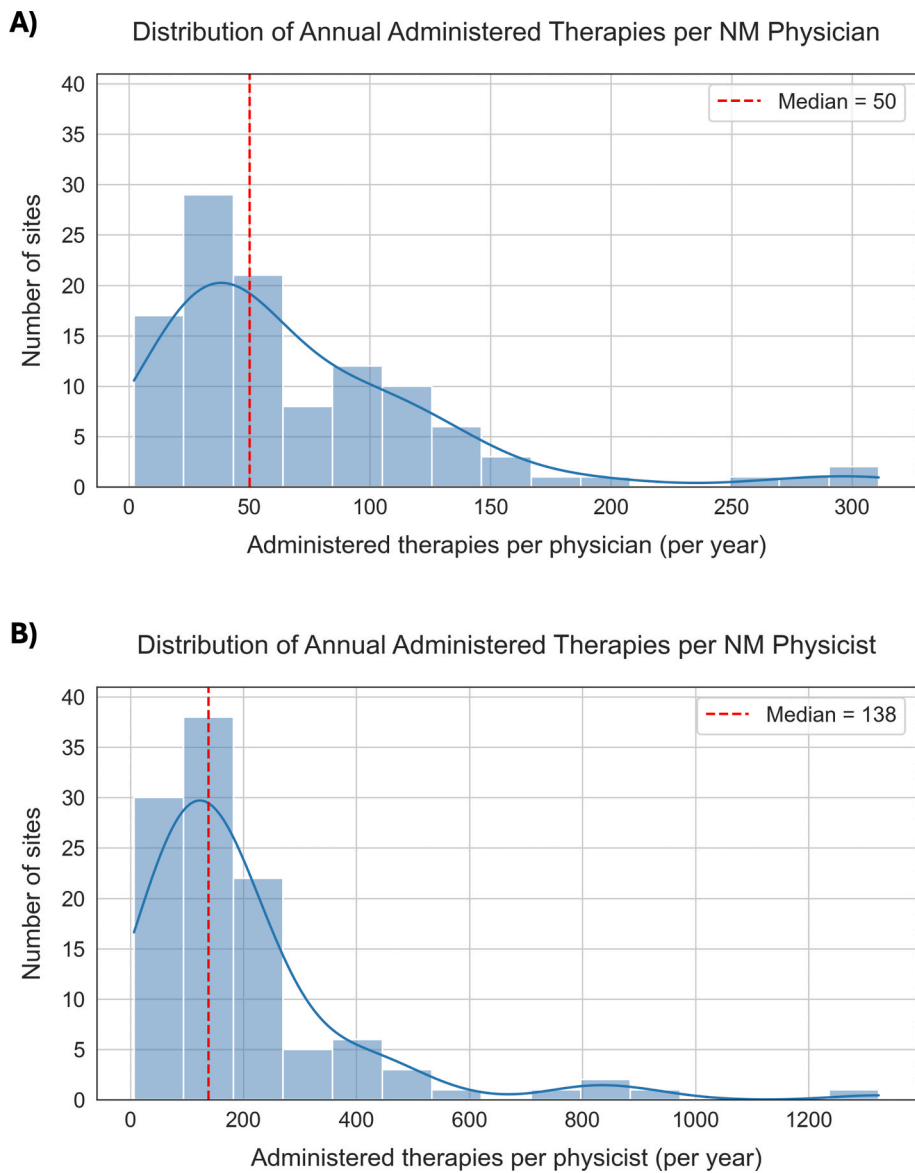 A)
Distribution of Annual Administered Therapies per NM Physician
Median = 50
40
35
30
25
20
15
10
5
0
Number of sites
0 50 100 150 200 250 300
Administered therapies per physician (per year)
B)
Distribution of Annual Administered Therapies per NM Physicist
Median = 138
40
35
30
25
20
15
10
5
0
Number of sites
0 200 400 600 800 1000 1200
Administered therapies per physicist (per year)